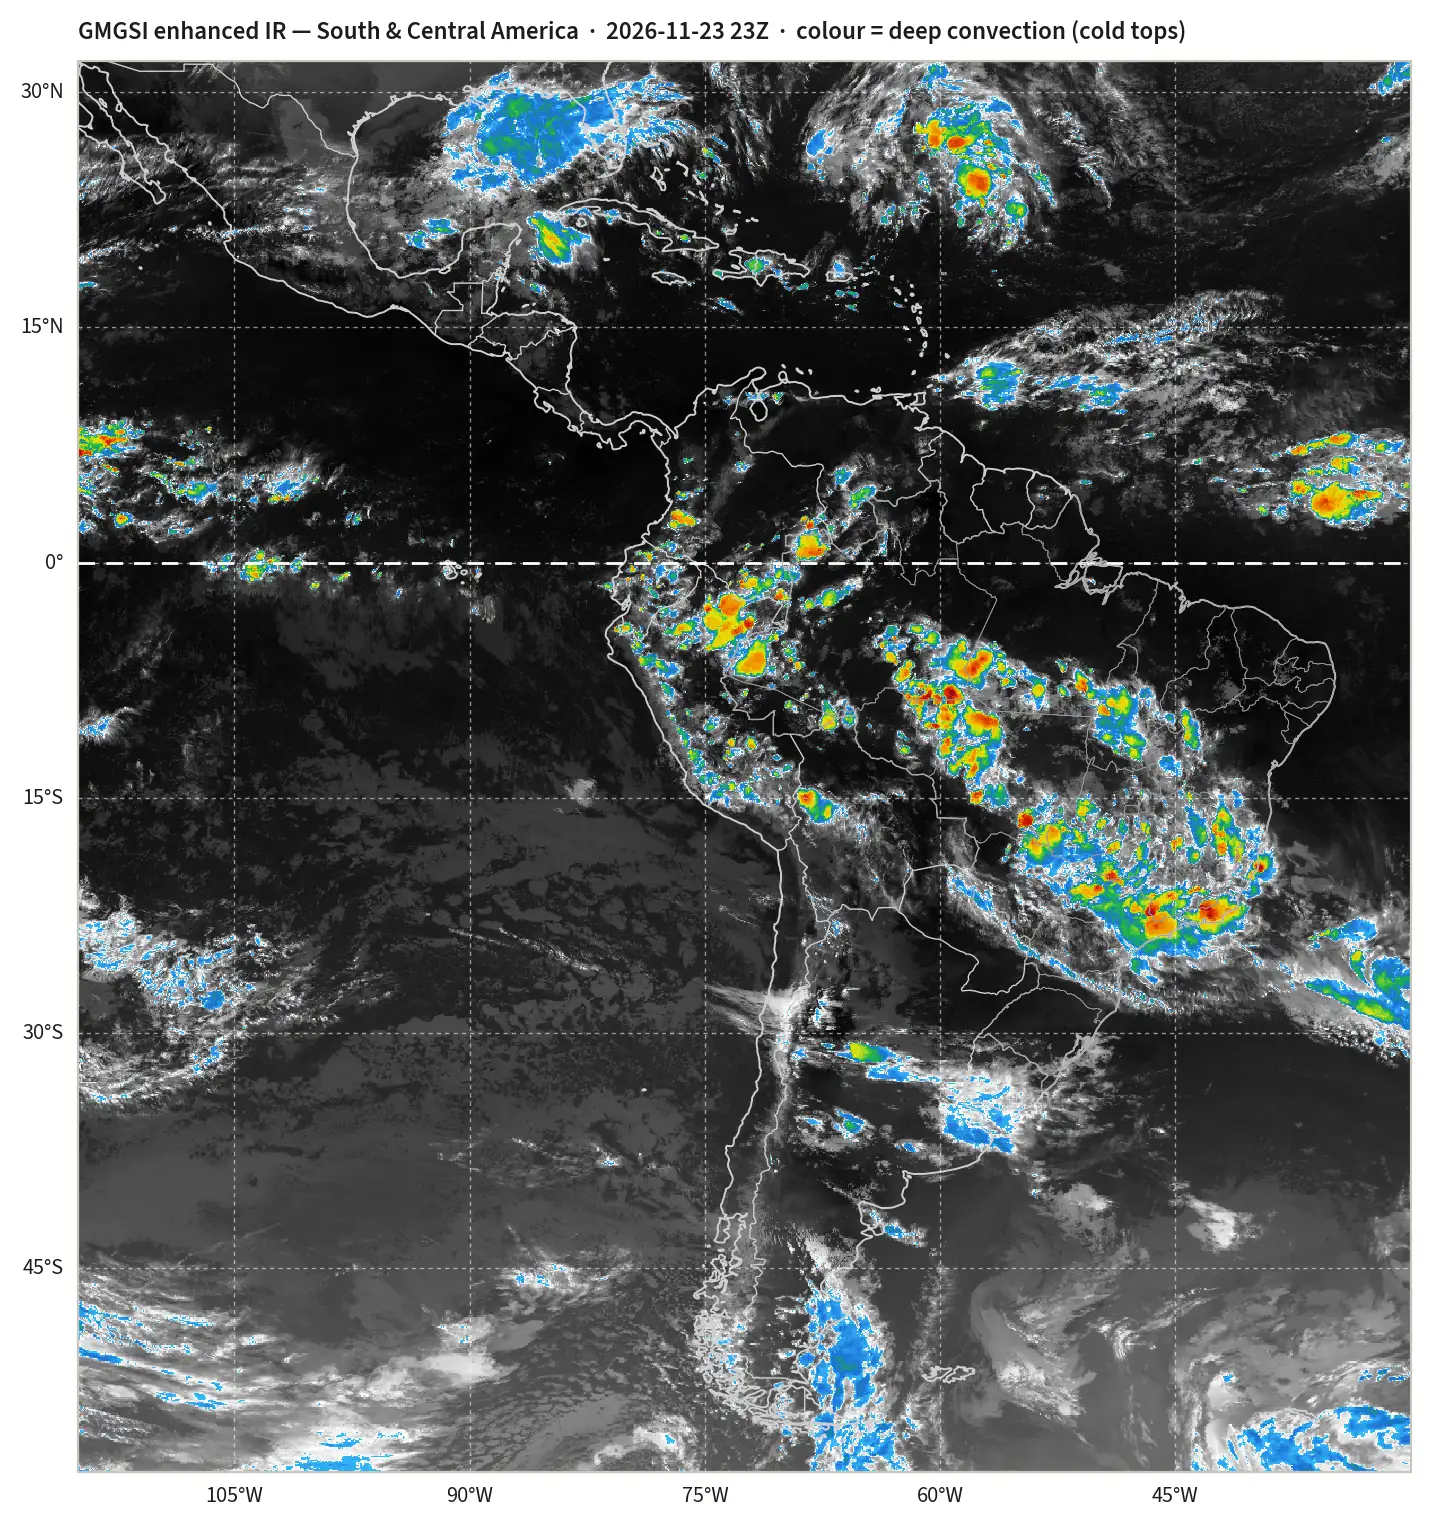 GMGSI enhanced IR — South & Central America · 2026-11-23 23Z · colour = deep convection (cold tops)
30°N
15°N
0°
15°S
30°S
45°S
105°W
90°W
75°W
60°W
45°W